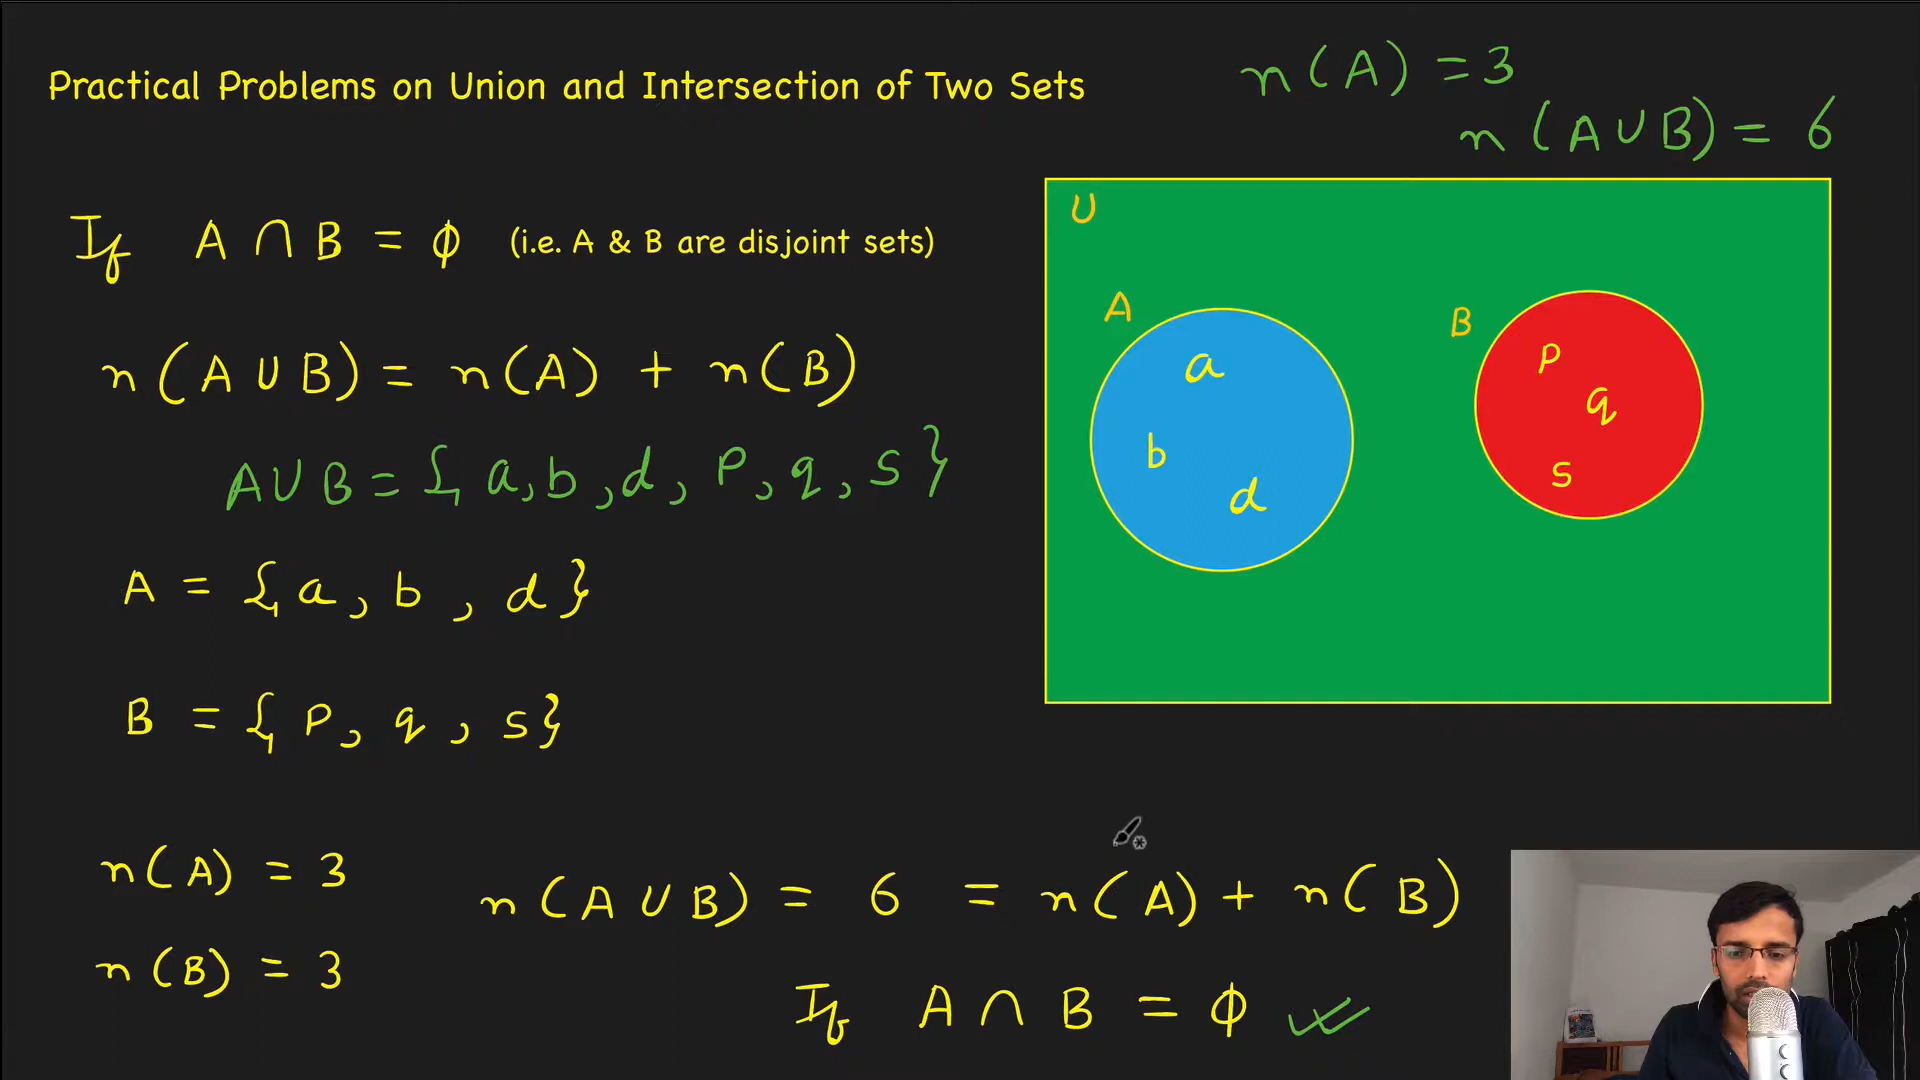 Practical Problems on Union and Intersection of Two Sets
n(A) = 3
n(A∪B) = 6
If A ∩ B = ϕ (i.e. A & B are disjoint sets)
n(A ∪ B) = n(A) + n(B)
A∪B = {a, b, d, p, q, s}
A = {a, b, d}
B = {p, q, s}
U
A
a
b
d
B
p
q
s
n(A) = 3
n(B) = 3
n(A ∪ B) = 6 = n(A) + n(B)
If A ∩ B = ϕ